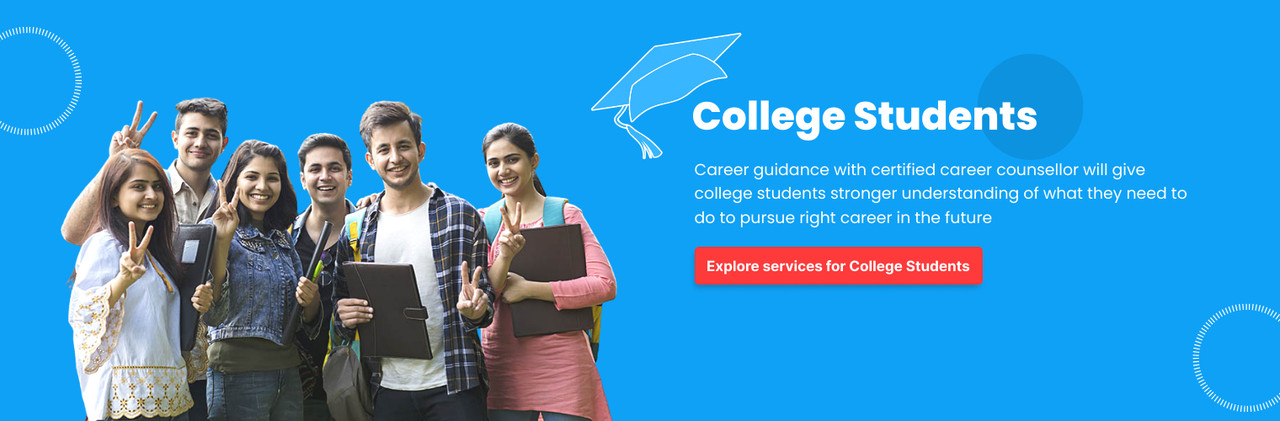 College Students
Career guidance with certified career counsellor will give
college students stronger understanding of what they need to
do to pursue right career in the future
Explore services for College Students